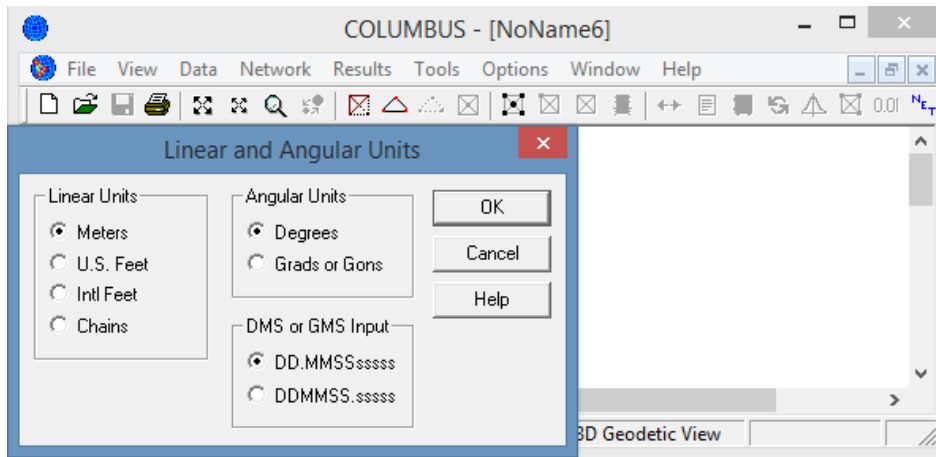 COLUMBUS - [NoName6]
File View Data Network Results Tools Options Window Help
0.01 NET
Linear and Angular Units
Linear Units
Meters
U.S. Feet
Intl Feet
Chains
Angular Units
Degrees
Grads or Gons
DMS or GMS Input
DD.MMSSsssss
DDMMSS.sssss
OK
Cancel
Help
3D Geodetic View